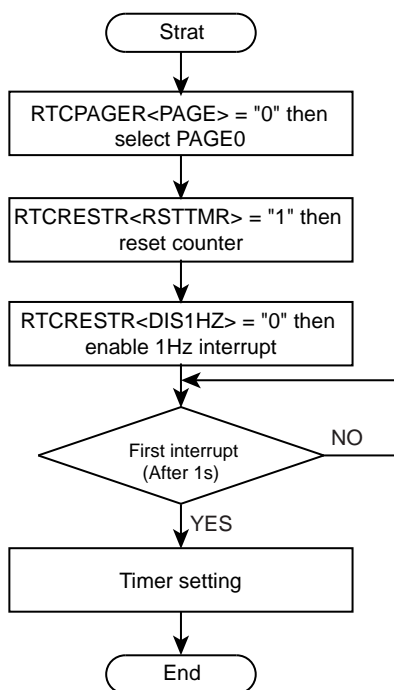 Strat
RTCPAGER<PAGE> = "0" then
select PAGE0
RTCRESTR<RSTTMR> = "1" then
reset counter
RTCRESTR<DIS1HZ> = "0" then
enable 1Hz interrupt
First interrupt
(After 1s)
NO
YES
Timer setting
End